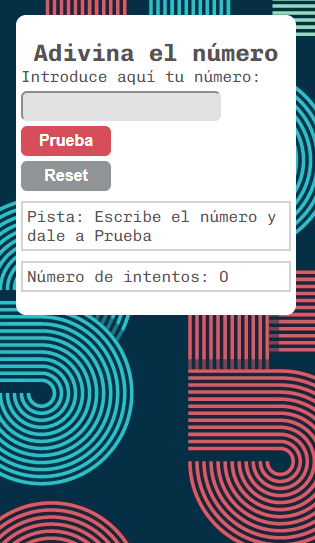 Adivina el número
Introduce aquí tu número:
Prueba
Reset
Pista: Escribe el número y
dale a Prueba
Número de intentos: 0